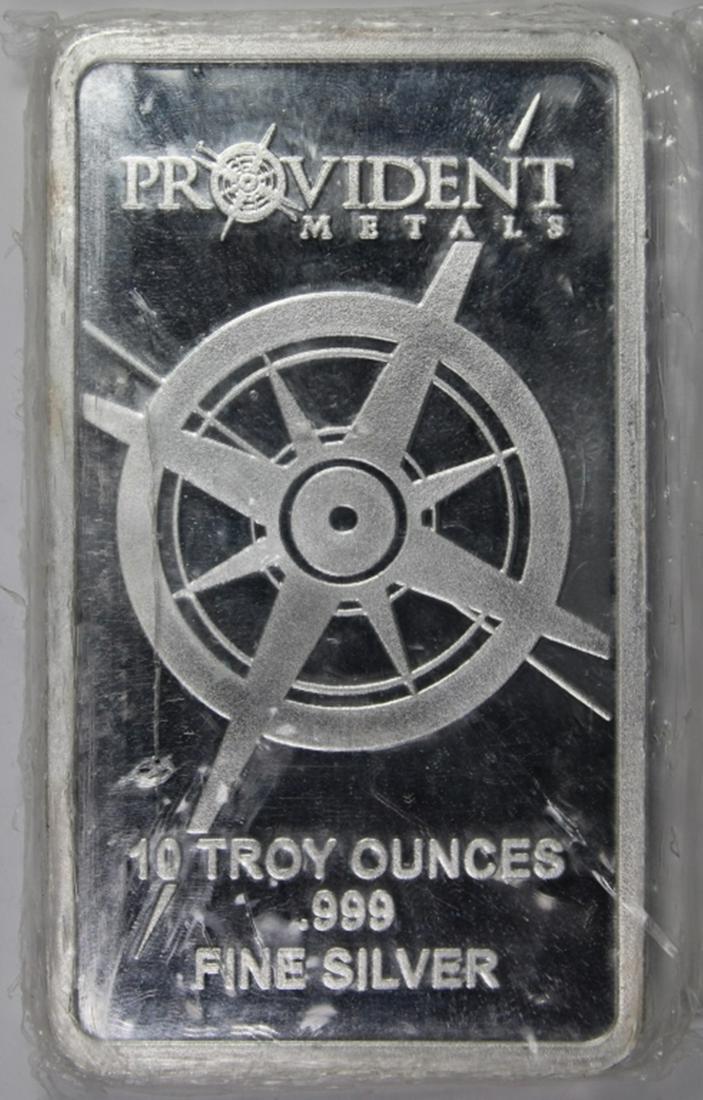 PROVIDENT
METALS
10 TROY OUNCES
.999
FINE SILVER